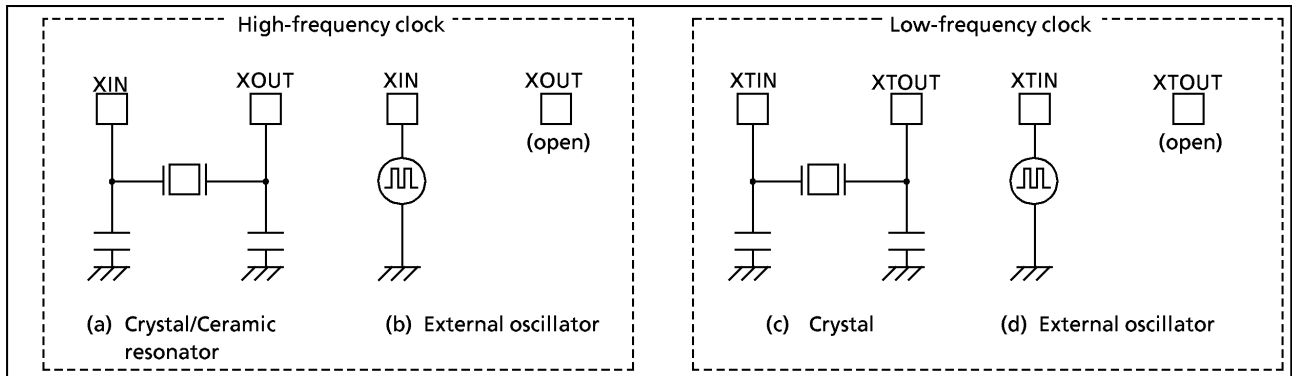 High-frequency clock
XIN
XOUT
XIN
XOUT
(open)
(a) Crystal/Ceramic
resonator
(b) External oscillator
Low-frequency clock
XTIN
XTOUT
XTIN
XTOUT
(open)
(c) Crystal
(d) External oscillator